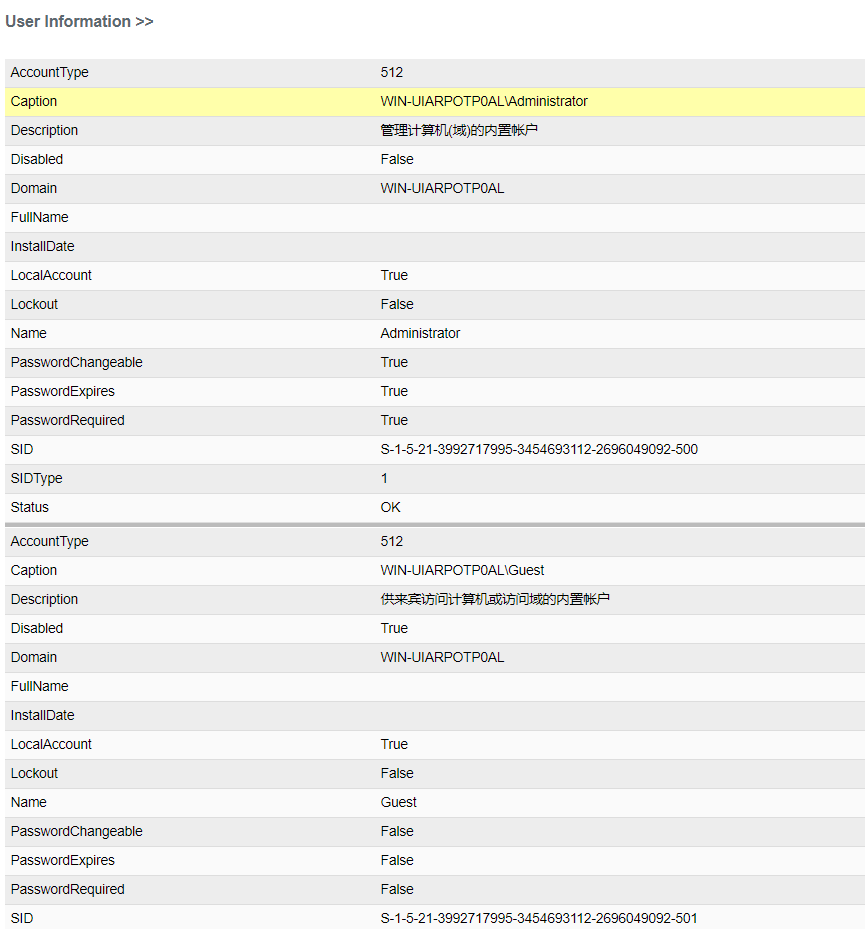 User Information >>
AccountType 512
Caption WIN-UIARPOTP0AL\Administrator
Description 管理计算机(域)的内置帐户
Disabled False
Domain WIN-UIARPOTP0AL
FullName
InstallDate
LocalAccount True
Lockout False
Name Administrator
PasswordChangeable True
PasswordExpires True
PasswordRequired True
SID S-1-5-21-3992717995-3454693112-2696049092-500
SIDType 1
Status OK
AccountType 512
Caption WIN-UIARPOTP0AL\Guest
Description 供来宾访问计算机或访问域的内置帐户
Disabled True
Domain WIN-UIARPOTP0AL
FullName
InstallDate
LocalAccount True
Lockout False
Name Guest
PasswordChangeable False
PasswordExpires False
PasswordRequired False
SID S-1-5-21-3992717995-3454693112-2696049092-501